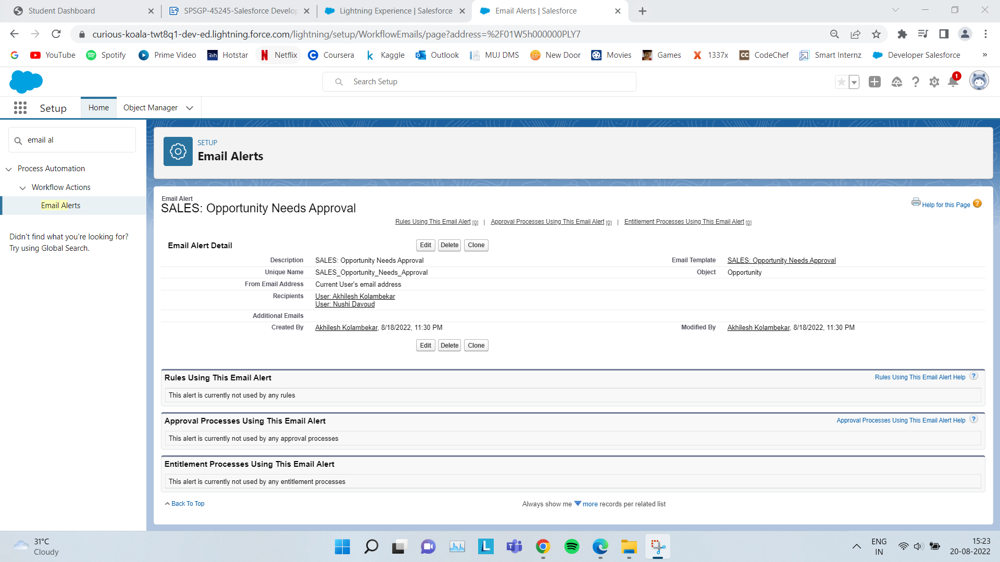 Student Dashboard
SPSGP-45245-Salesforce Develop
Lightning Experience | Salesforce
Email Alerts | Salesforce
curious-koala-twt8q1-dev-ed.lightning.force.com/lightning/setup/WorkflowEmails/page?address=%2F01W5h000000PLY7
YouTube
Spotify
Prime Video
Hotstar
Netflix
Coursera
Kaggle
Outlook
MUJ DMS
New Door
Movies
Games
1337x
CodeChef
Smart Internz
Developer Salesforce
»
Search Setup
1
Setup
Home
Object Manager
email al
Process Automation
Workflow Actions
Email Alerts
Didn't find what you're looking for?
Try using Global Search.
SETUP
Email Alerts
Email Alert
SALES: Opportunity Needs Approval
Help for this Page
Rules Using This Email Alert [0] | Approval Processes Using This Email Alert [0] | Entitlement Processes Using This Email Alert [0]
Email Alert Detail
Edit Delete Clone
Description SALES: Opportunity Needs Approval Email Template SALES: Opportunity Needs Approval
Unique Name SALES_Opportunity_Needs_Approval Object Opportunity
From Email Address Current User's email address
Recipients User: Akhilesh Kolambekar
User: Nushi Davoud
Additional Emails
Created By Akhilesh Kolambekar, 8/18/2022, 11:30 PM Modified By Akhilesh Kolambekar, 8/18/2022, 11:30 PM
Edit Delete Clone
Rules Using This Email Alert
Rules Using This Email Alert Help ?
This alert is currently not used by any rules
Approval Processes Using This Email Alert
Approval Processes Using This Email Alert Help ?
This alert is currently not used by any approval processes
Entitlement Processes Using This Email Alert
This alert is currently not used by any entitlement processes
Back To Top
Always show me more records per related list
31°C
Cloudy
ENG
IN
15:23
20-08-2022